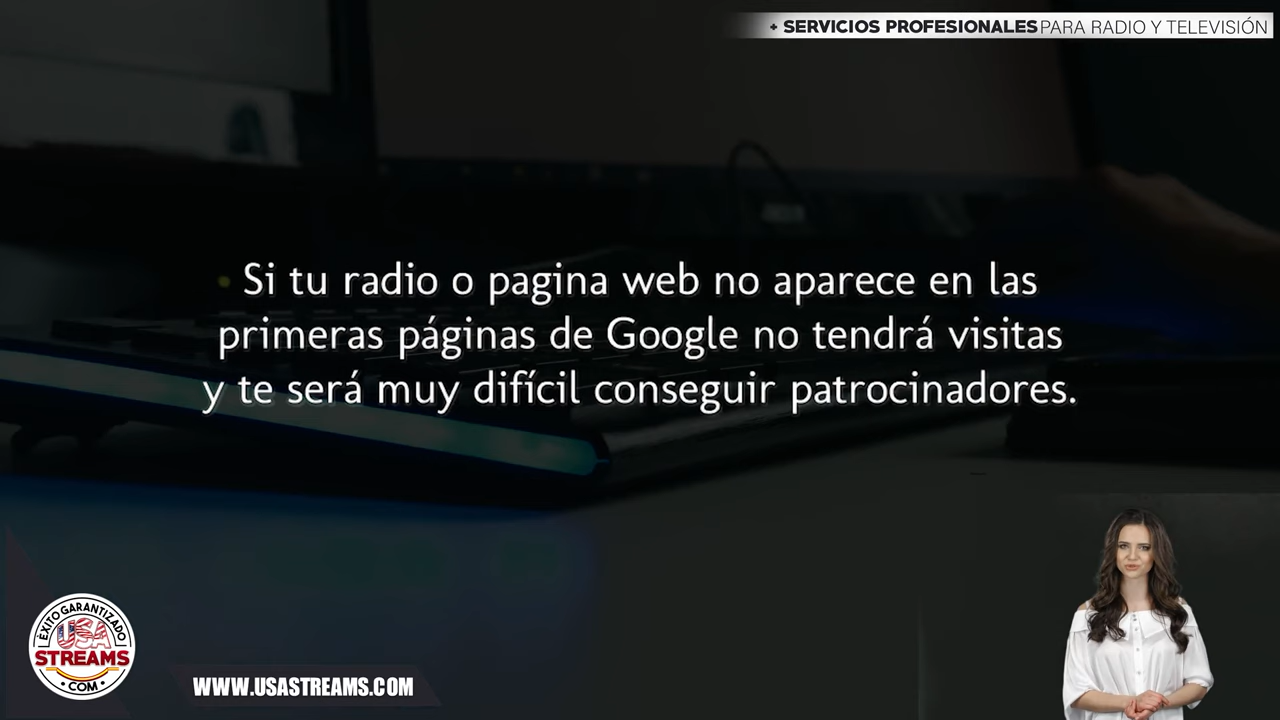 + SERVICIOS PROFESIONALES PARA RADIO Y TELEVISIÓN
• Si tu radio o pagina web no aparece en las
primeras páginas de Google no tendrá visitas
y te será muy difícil conseguir patrocinadores.
ÉXITO GARANTIZADO
USA
STREAMS
• COM •
WWW.USASTREAMS.COM